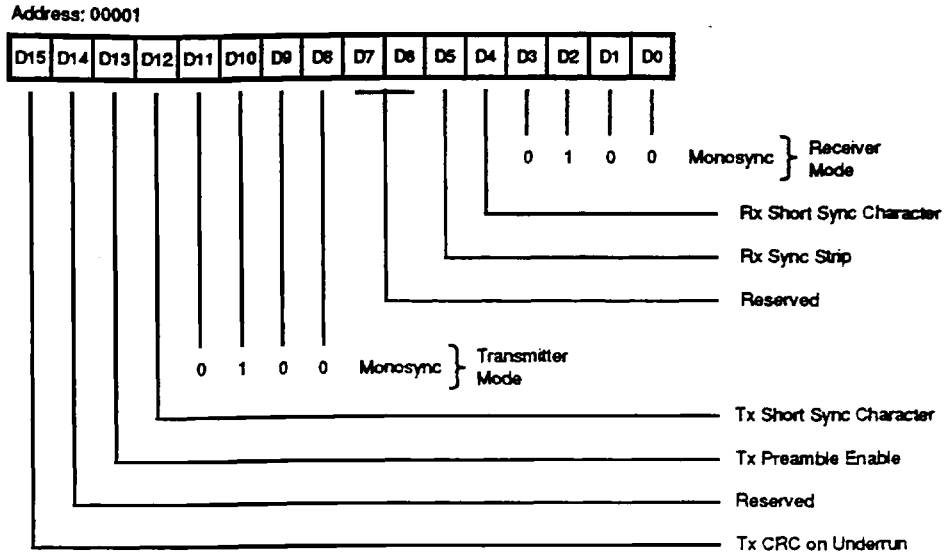 Address: 00001
D15 D14 D13 D12 D11 D10 D9 D8 D7 D6 D5 D4 D3 D2 D1 D0
0 1 0 0 Monosync } Receiver
Mode
Rx Short Sync Character
Rx Sync Strip
Reserved
0 1 0 0 Monosync } Transmitter
Mode
Tx Short Sync Character
Tx Preamble Enable
Reserved
Tx CRC on Underrun